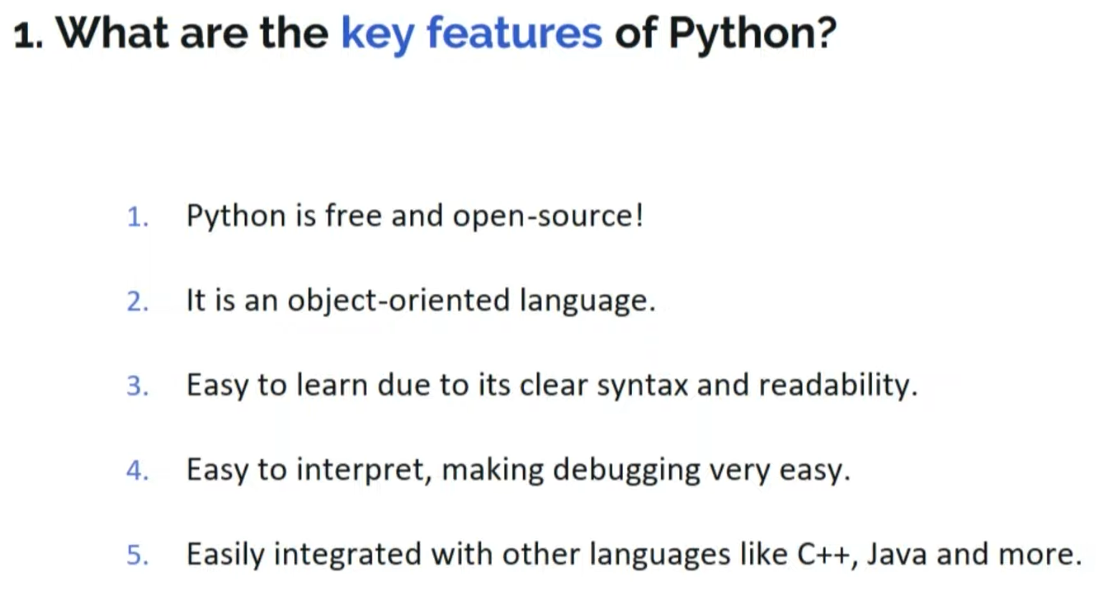 1. What are the key features of Python?
1. Python is free and open-source!
2. It is an object-oriented language.
3. Easy to learn due to its clear syntax and readability.
4. Easy to interpret, making debugging very easy.
5. Easily integrated with other languages like C++, Java and more.